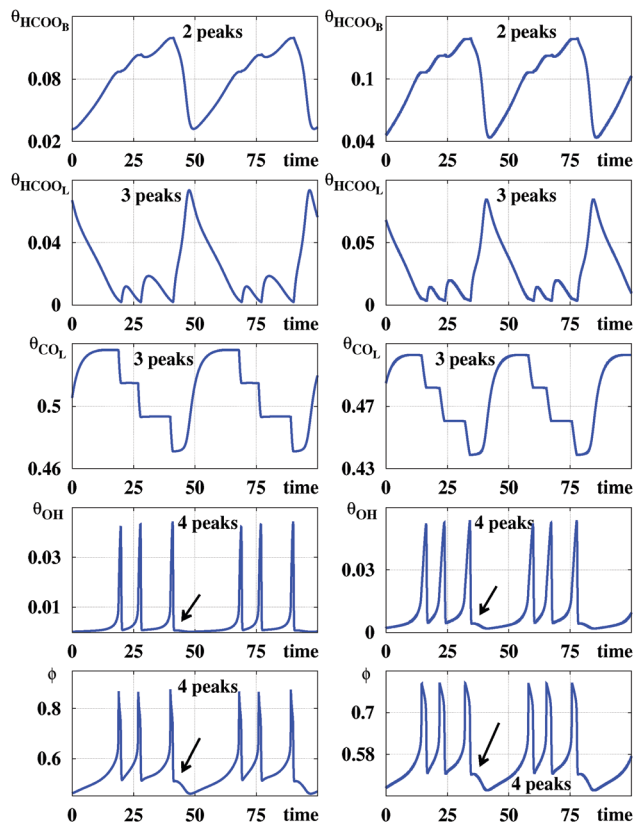 θHCOOB 2 peaks
0.08
0.02
0 25 50 75 time
θHCOOB 2 peaks
0.1
0.04
0 25 50 75 time
θHCOOL 3 peaks
0.04
0
0 25 50 75 time
θHCOOL 3 peaks
0.05
0
0 25 50 75 time
θCOL 3 peaks
0.5
0.46
0 25 50 75 time
θCOL 3 peaks
0.47
0.43
0 25 50 75 time
θOH 4 peaks
0.03
0.01
0 25 50 75 time
θOH 4 peaks
0.03
0
0 25 50 75 time
ϕ 4 peaks
0.8
0.6
0 25 50 75 time
ϕ
0.7
0.58
4 peaks
0 25 50 75 time